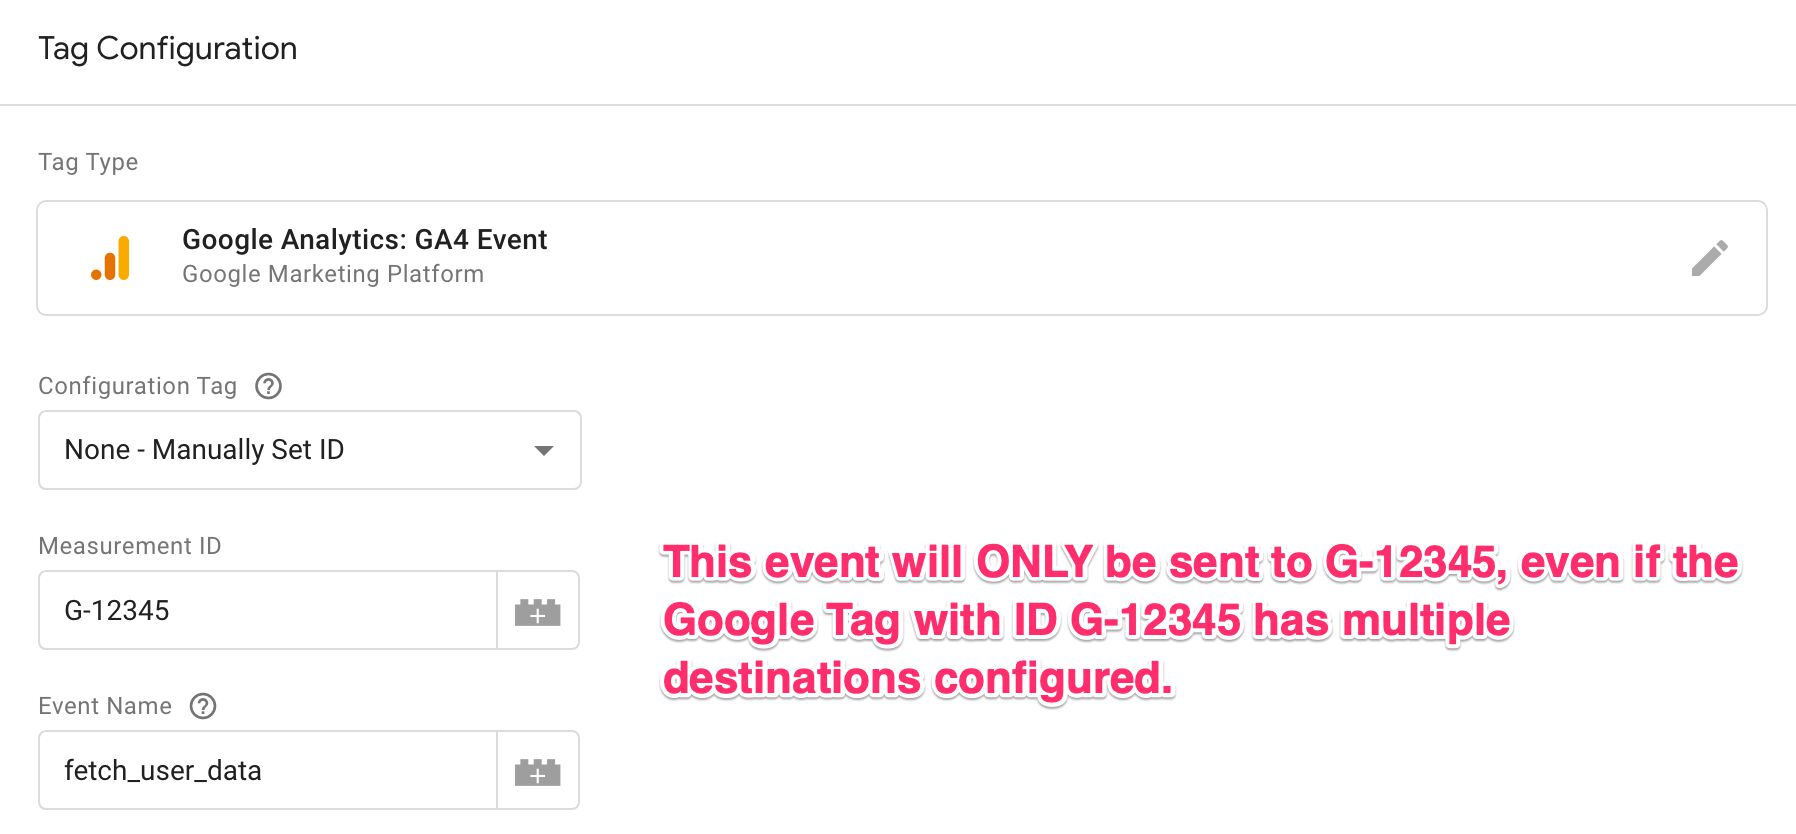 Tag Configuration
Tag Type
Google Analytics: GA4 Event
Google Marketing Platform
Configuration Tag
None - Manually Set ID
Measurement ID
G-12345
This event will ONLY be sent to G-12345, even if the
Google Tag with ID G-12345 has multiple
destinations configured.
Event Name
fetch_user_data